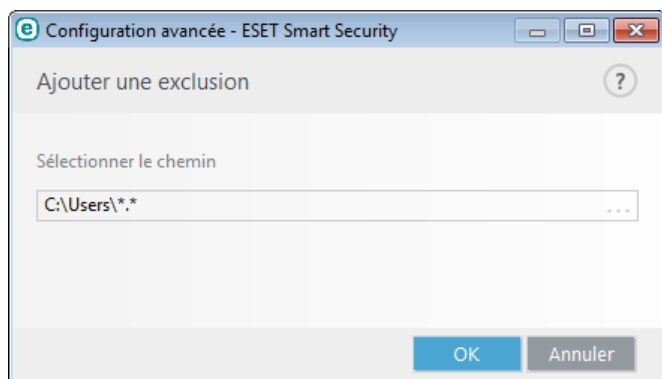 Configuration avancée - ESET Smart Security
Ajouter une exclusion
?
Sélectionner le chemin
C:\Users\*.*
...
OK
Annuler